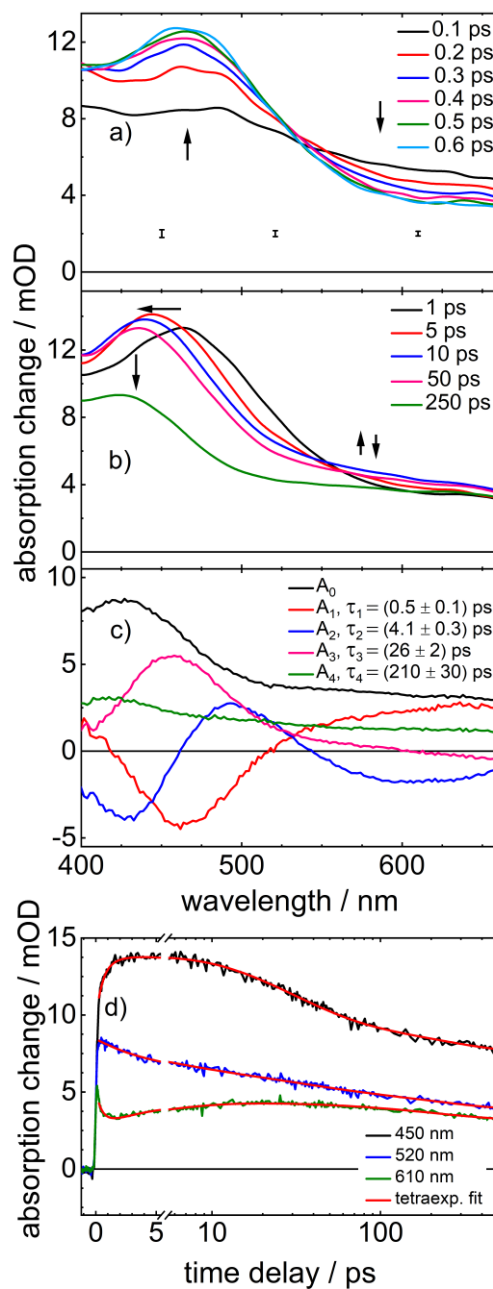 12
8
4
0
a)
0.1 ps
0.2 ps
0.3 ps
0.4 ps
0.5 ps
0.6 ps
absorption change / mOD
12
8
4
0
b)
1 ps
5 ps
10 ps
50 ps
250 ps
10
5
0
-5
c)
A₀
A₁, τ₁ = (0.5 ± 0.1) ps
A₂, τ₂ = (4.1 ± 0.3) ps
A₃, τ₃ = (26 ± 2) ps
A₄, τ₄ = (210 ± 30) ps
400 500 600
wavelength / nm
absorption change / mOD
15
10
5
0
d)
450 nm
520 nm
610 nm
tetraexp. fit
0 5 10 100
time delay / ps